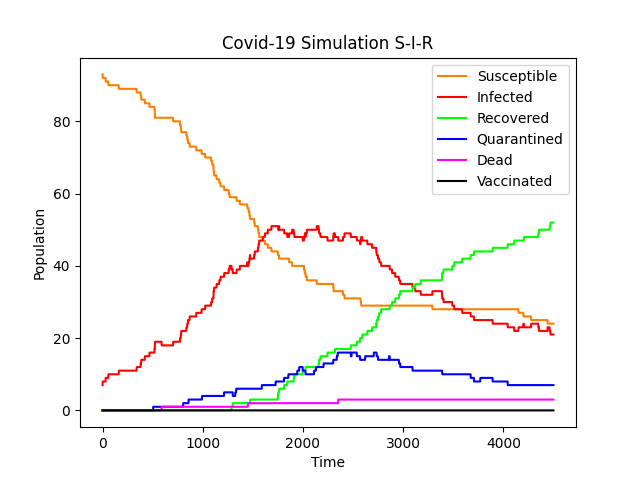 Covid-19 Simulation S-I-R
Susceptible
Infected
Recovered
Quarantined
Dead
Vaccinated
Population
80
60
40
20
0
0 1000 2000 3000 4000
Time